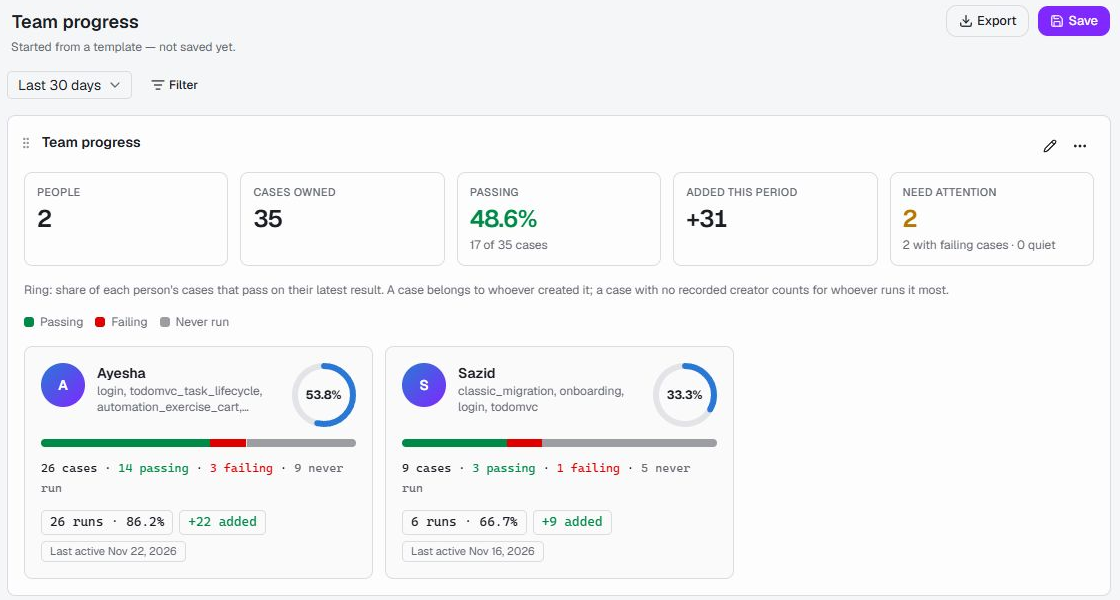 Team progress
Export
Save
Started from a template — not saved yet.
Last 30 days
Filter
Team progress
PEOPLE
2
CASES OWNED
35
PASSING
48.6%
17 of 35 cases
ADDED THIS PERIOD
+31
NEED ATTENTION
2
2 with failing cases · 0 quiet
Ring: share of each person's cases that pass on their latest result. A case belongs to whoever created it; a case with no recorded creator counts for whoever runs it most.
Passing
Failing
Never run
A
Ayesha
login, todomvc_task_lifecycle,
automation_exercise_cart,...
53.8%
26 cases · 14 passing · 3 failing · 9 never
run
26 runs · 86.2%
+22 added
Last active Nov 22, 2026
S
Sazid
classic_migration, onboarding,
login, todomvc
33.3%
9 cases · 3 passing · 1 failing · 5 never
run
6 runs · 66.7%
+9 added
Last active Nov 16, 2026